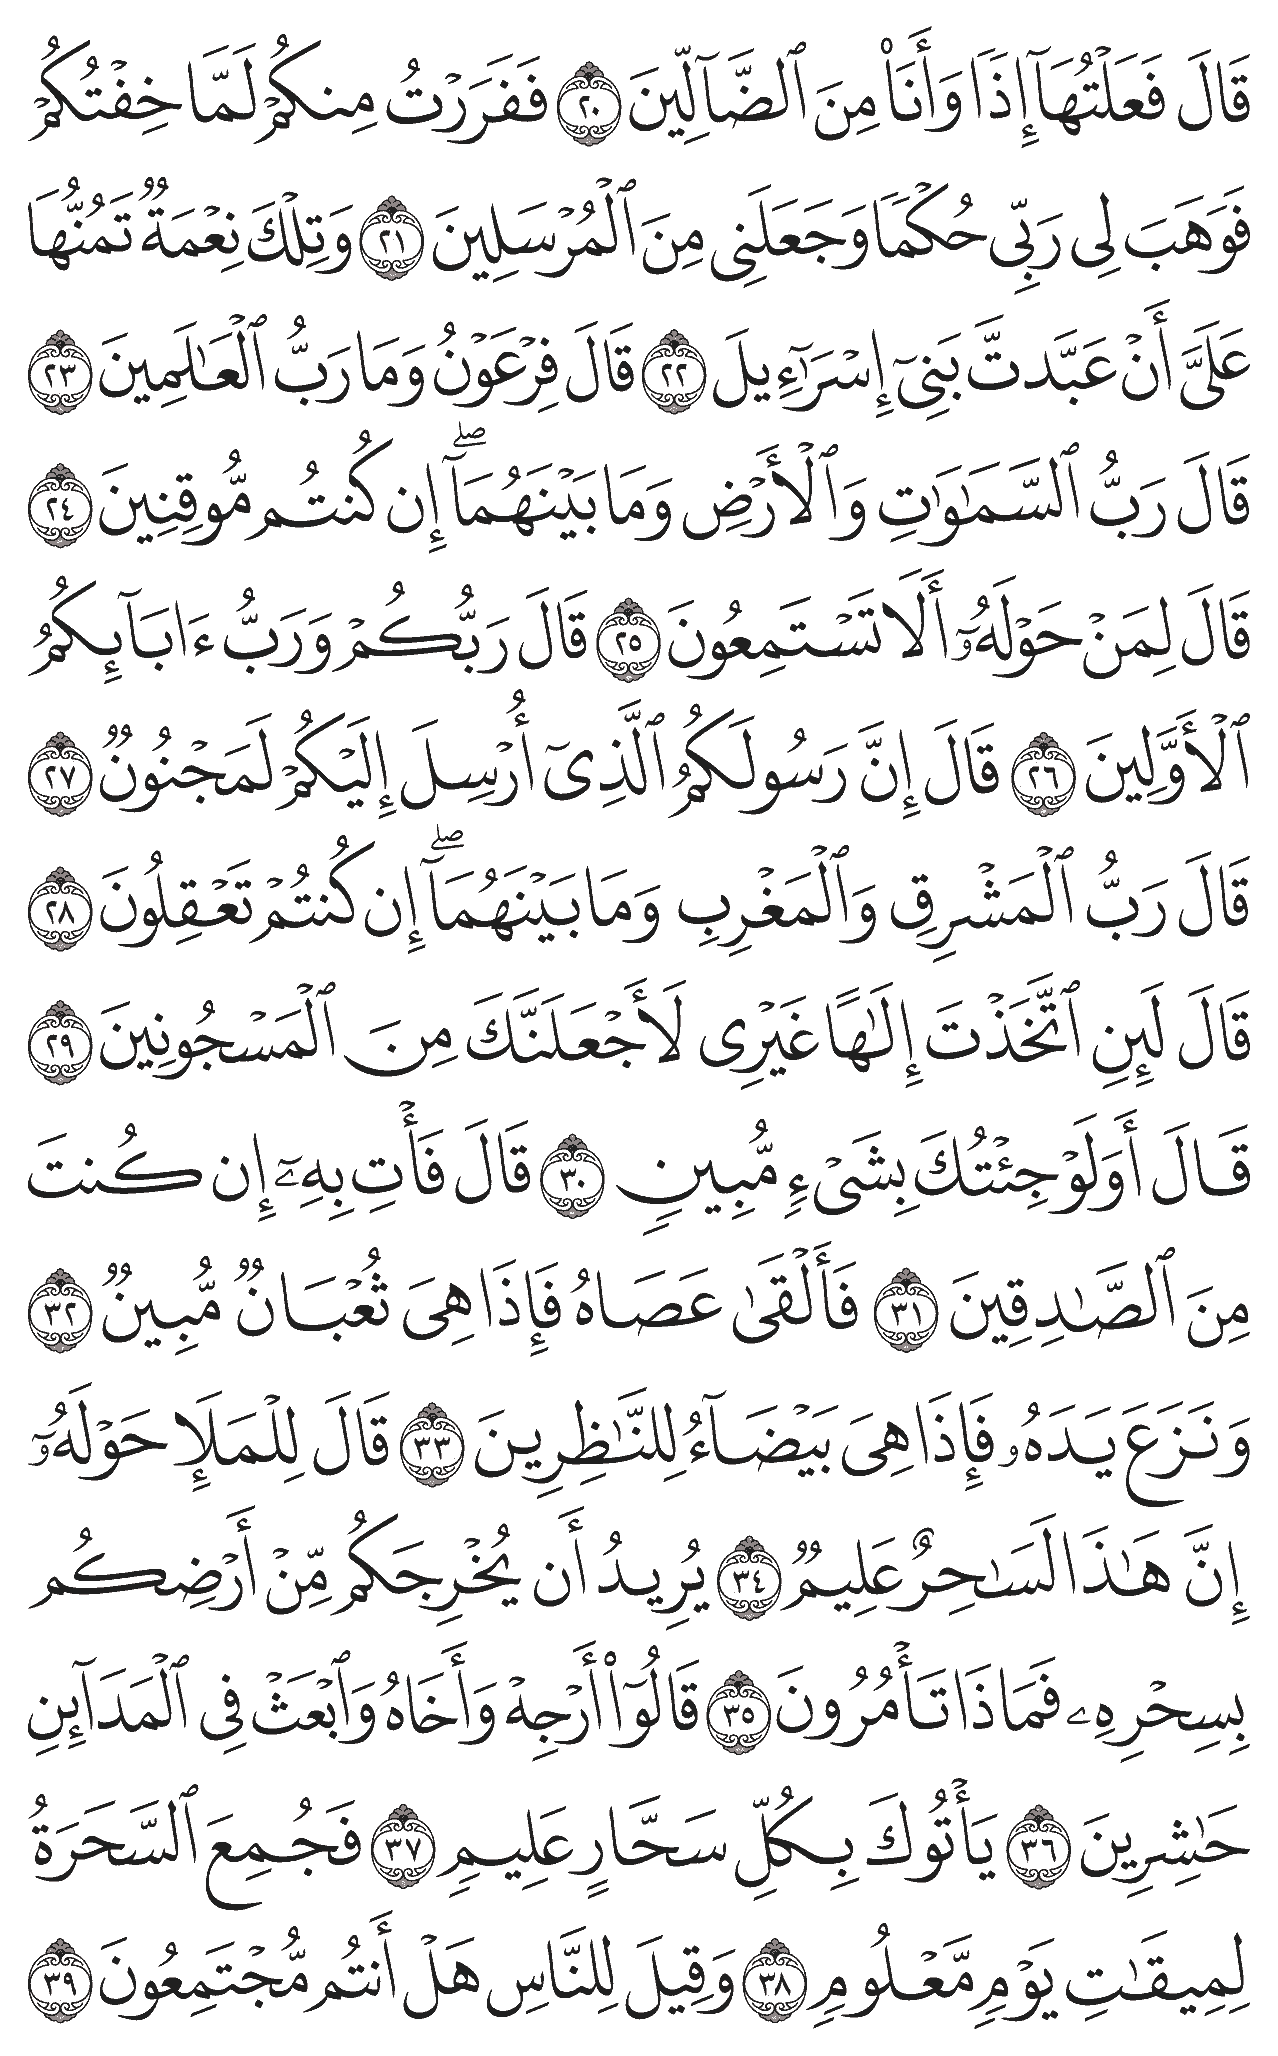 قَالَ فَعَلْتُهَآ إِذًا وَأَنَا۠ مِنَ ٱلضَّآلِّينَ ٢٠ فَفَرَرْتُ مِنكُمْ لَمَّا خِفْتُكُمْ
فَوَهَبَ لِى رَبِّى حُكْمًا وَجَعَلَنِى مِنَ ٱلْمُرْسَلِينَ ٢١ وَتِلْكَ نِعْمَةٌ تَمُنُّهَا
عَلَىَّ أَنْ عَبَّدتَّ بَنِىٓ إِسْرَٰٓءِيلَ ٢٢ قَالَ فِرْعَوْنُ وَمَا رَبُّ ٱلْعَٰلَمِينَ ٢٣
قَالَ رَبُّ ٱلسَّمَٰوَٰتِ وَٱلْأَرْضِ وَمَا بَيْنَهُمَآ ۖ إِن كُنتُم مُّوقِنِينَ ٢٤
قَالَ لِمَنْ حَوْلَهُۥٓ أَلَا تَسْتَمِعُونَ ٢٥ قَالَ رَبُّكُمْ وَرَبُّ ءَابَآئِكُمُ
ٱلْأَوَّلِينَ ٢٦ قَالَ إِنَّ رَسُولَكُمُ ٱلَّذِىٓ أُرْسِلَ إِلَيْكُمْ لَمَجْنُونٌ ٢٧
قَالَ رَبُّ ٱلْمَشْرِقِ وَٱلْمَغْرِبِ وَمَا بَيْنَهُمَآ ۖ إِن كُنتُمْ تَعْقِلُونَ ٢٨
قَالَ لَئِنِ ٱتَّخَذْتَ إِلَٰهًا غَيْرِى لَأَجْعَلَنَّكَ مِنَ ٱلْمَسْجُونِينَ ٢٩
قَالَ أَوَلَوْ جِئْتُكَ بِشَىْءٍ مُّبِينٍ ٣٠ قَالَ فَأْتِ بِهِۦٓ إِن كُنتَ
مِنَ ٱلصَّٰدِقِينَ ٣١ فَأَلْقَىٰ عَصَاهُ فَإِذَا هِىَ ثُعْبَانٌ مُّبِينٌ ٣٢
وَنَزَعَ يَدَهُۥ فَإِذَا هِىَ بَيْضَآءُ لِلنَّٰظِرِينَ ٣٣ قَالَ لِلْمَلَإِ حَوْلَهُۥٓ
إِنَّ هَٰذَا لَسَٰحِرٌ عَلِيمٌ ٣٤ يُرِيدُ أَن يُخْرِجَكُم مِّنْ أَرْضِكُم
بِسِحْرِهِۦ فَمَاذَا تَأْمُرُونَ ٣٥ قَالُوٓا۟ أَرْجِهْ وَأَخَاهُ وَٱبْعَثْ فِى ٱلْمَدَآئِنِ
حَٰشِرِينَ ٣٦ يَأْتُوكَ بِكُلِّ سَحَّارٍ عَلِيمٍ ٣٧ فَجُمِعَ ٱلسَّحَرَةُ
لِمِيقَٰتِ يَوْمٍ مَّعْلُومٍ ٣٨ وَقِيلَ لِلنَّاسِ هَلْ أَنتُم مُّجْتَمِعُونَ ٣٩